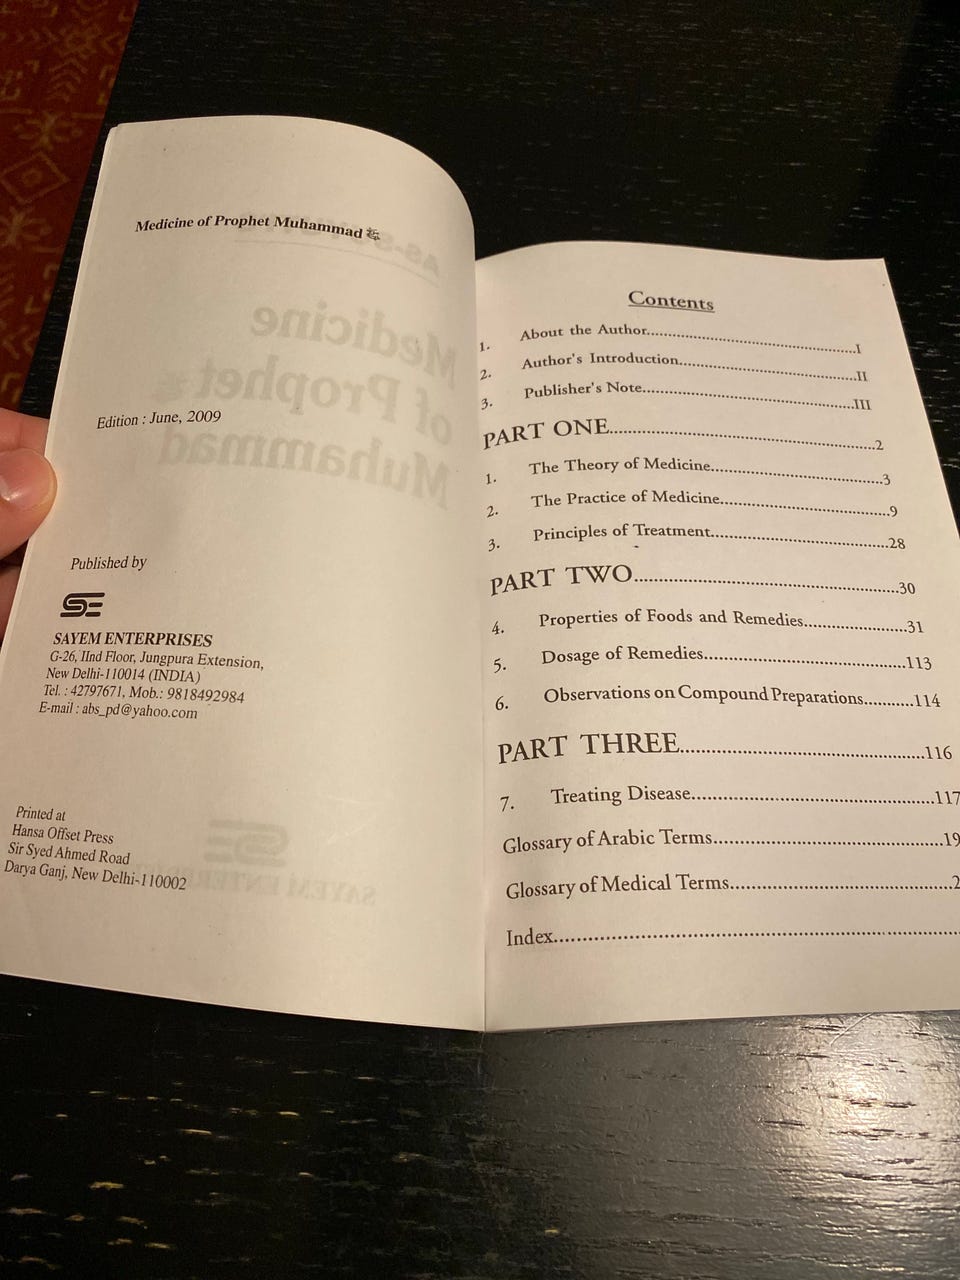 Medicine of Prophet Muhammad ﷺ
Edition : June, 2009
Published by
SE
SAYEM ENTERPRISES
G-26, IInd Floor, Jungpura Extension,
New Delhi-110014 (INDIA)
Tel. : 42797671, Mob.: 9818492984
E-mail : abs_pd@yahoo.com
Printed at
Hansa Offset Press
Sir Syed Ahmed Road
Darya Ganj, New Delhi-110002
Contents
1. About the Author..........I
2. Author's Introduction..........II
3. Publisher's Note..........III
PART ONE..........2
1. The Theory of Medicine..........3
2. The Practice of Medicine..........9
3. Principles of Treatment..........28
PART TWO..........30
4. Properties of Foods and Remedies..........31
5. Dosage of Remedies..........113
6. Observations on Compound Preparations..........114
PART THREE..........116
7. Treating Disease..........117
Glossary of Arabic Terms..........19
Glossary of Medical Terms..........2
Index..........